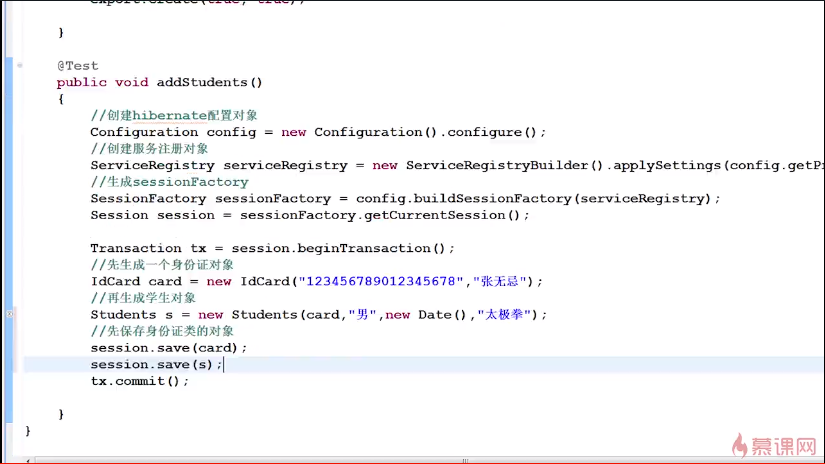 export.create(true, true);
}
@Test
public void addStudents()
{
//创建hibernate配置对象
Configuration config = new Configuration().configure();
//创建服务注册对象
ServiceRegistry serviceRegistry = new ServiceRegistryBuilder().applySettings(config.getP
//生成sessionFactory
SessionFactory sessionFactory = config.buildSessionFactory(serviceRegistry);
Session session = sessionFactory.getCurrentSession();
Transaction tx = session.beginTransaction();
//先生成一个身份证对象
IdCard card = new IdCard("123456789012345678","张无忌");
//再生成学生对象
Students s = new Students(card,"男",new Date(),"太极拳");
//先保存身份证类的对象
session.save(card);
session.save(s);
tx.commit();
}
}
慕课网